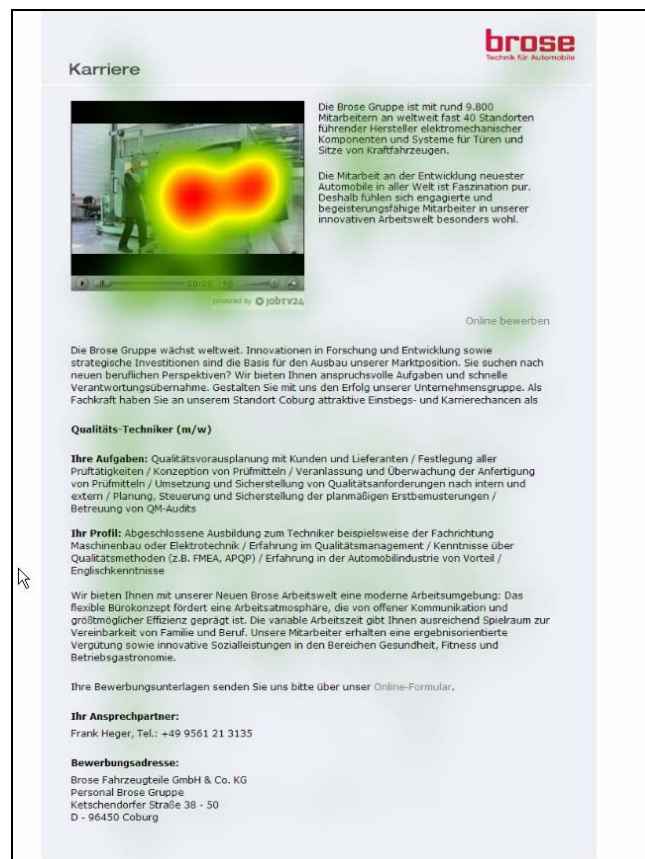 brose
Technik für Automobile
Karriere
Die Brose Gruppe ist mit rund 9.800
Mitarbeitern an weltweit fast 40 Standorten
führender Hersteller elektromechanischer
Komponenten und Systeme für Türen und
Sitze von Kraftfahrzeugen.
Die Mitarbeit an der Entwicklung neuester
Automobile in aller Welt ist Faszination pur.
Deshalb fühlen sich engagierte und
begeisterungsfähige Mitarbeiter in unserer
innovativen Arbeitswelt besonders wohl.
00:00
powered by jobTV24
Online bewerben
Die Brose Gruppe wächst weltweit. Innovationen in Forschung und Entwicklung sowie
strategische Investitionen sind die Basis für den Ausbau unserer Marktposition. Sie suchen nach
neuen beruflichen Perspektiven? Wir bieten Ihnen anspruchsvolle Aufgaben und schnelle
Verantwortungsübernahme. Gestalten Sie mit uns den Erfolg unserer Unternehmensgruppe. Als
Fachkraft haben Sie an unserem Standort Coburg attraktive Einstiegs- und Karrierechancen als
Qualitäts-Techniker (m/w)
Ihre Aufgaben: Qualitätsvorausplanung mit Kunden und Lieferanten / Festlegung aller
Prüftätigkeiten / Konzeption von Prüfmitteln / Veranlassung und Überwachung der Anfertigung
von Prüfmitteln / Umsetzung und Sicherstellung von Qualitätsanforderungen nach intern und
extern / Planung, Steuerung und Sicherstellung der planmäßigen Erstbemusterungen /
Betreuung von QM-Audits
Ihr Profil: Abgeschlossene Ausbildung zum Techniker beispielsweise der Fachrichtung
Maschinenbau oder Elektrotechnik / Erfahrung im Qualitätsmanagement / Kenntnisse über
Qualitätsmethoden (z.B. FMEA, APQP) / Erfahrung in der Automobilindustrie von Vorteil /
Englischkenntnisse
Wir bieten Ihnen mit unserer Neuen Brose Arbeitswelt eine moderne Arbeitsumgebung: Das
flexible Bürokonzept fördert eine Arbeitsatmosphäre, die von offener Kommunikation und
größtmöglicher Effizienz geprägt ist. Die variable Arbeitszeit gibt Ihnen ausreichend Spielraum zur
Vereinbarkeit von Familie und Beruf. Unsere Mitarbeiter erhalten eine ergebnisorientierte
Vergütung sowie innovative Sozialleistungen in den Bereichen Gesundheit, Fitness und
Betriebsgastronomie.
Ihre Bewerbungsunterlagen senden Sie uns bitte über unser Online-Formular.
Ihr Ansprechpartner:
Frank Heger, Tel.: +49 9561 21 3135
Bewerbungsadresse:
Brose Fahrzeugteile GmbH & Co. KG
Personal Brose Gruppe
Ketschendorfer Straße 38 - 50
D - 96450 Coburg